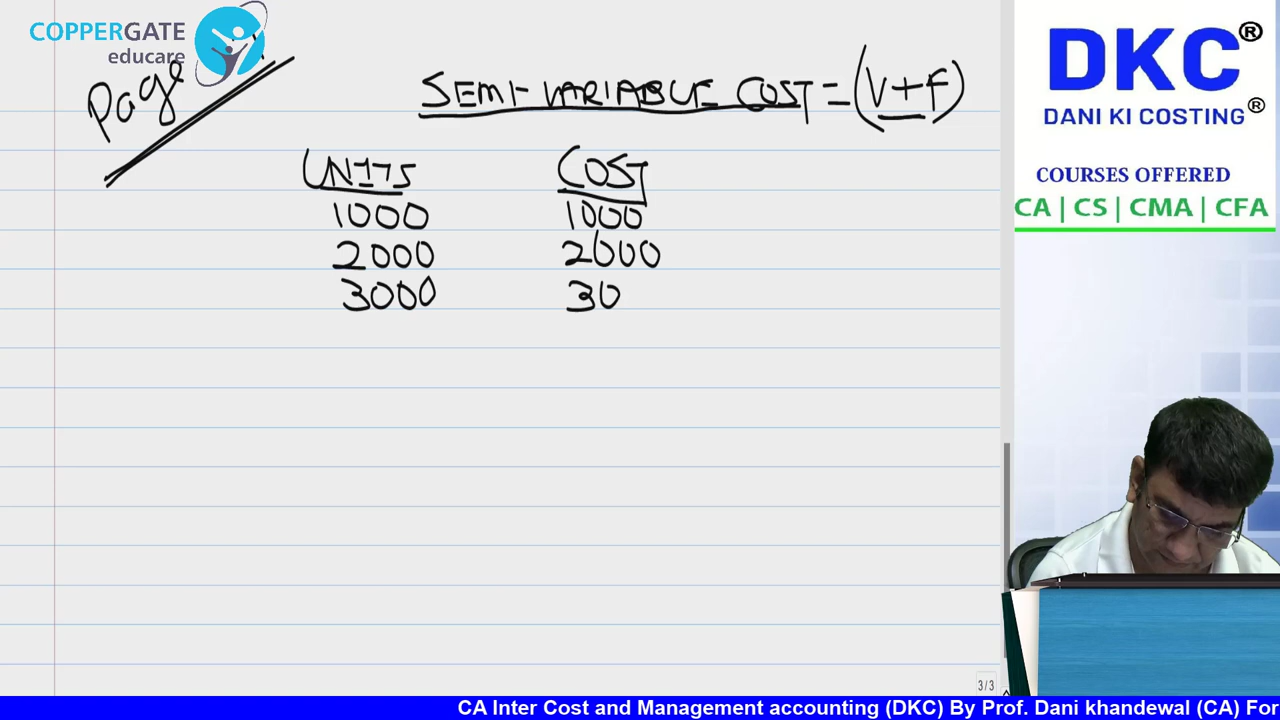 COPPERGATE
educare
Page
SEMI-VARIABLE COST = (V+F)
UNITS COST
1000 1000
2000 2000
3000 30
DKC®
DANI KI COSTING®
COURSES OFFERED
CA | CS | CMA | CFA
3/3
CA Inter Cost and Management accounting (DKC) By Prof. Dani khandewal (CA) For